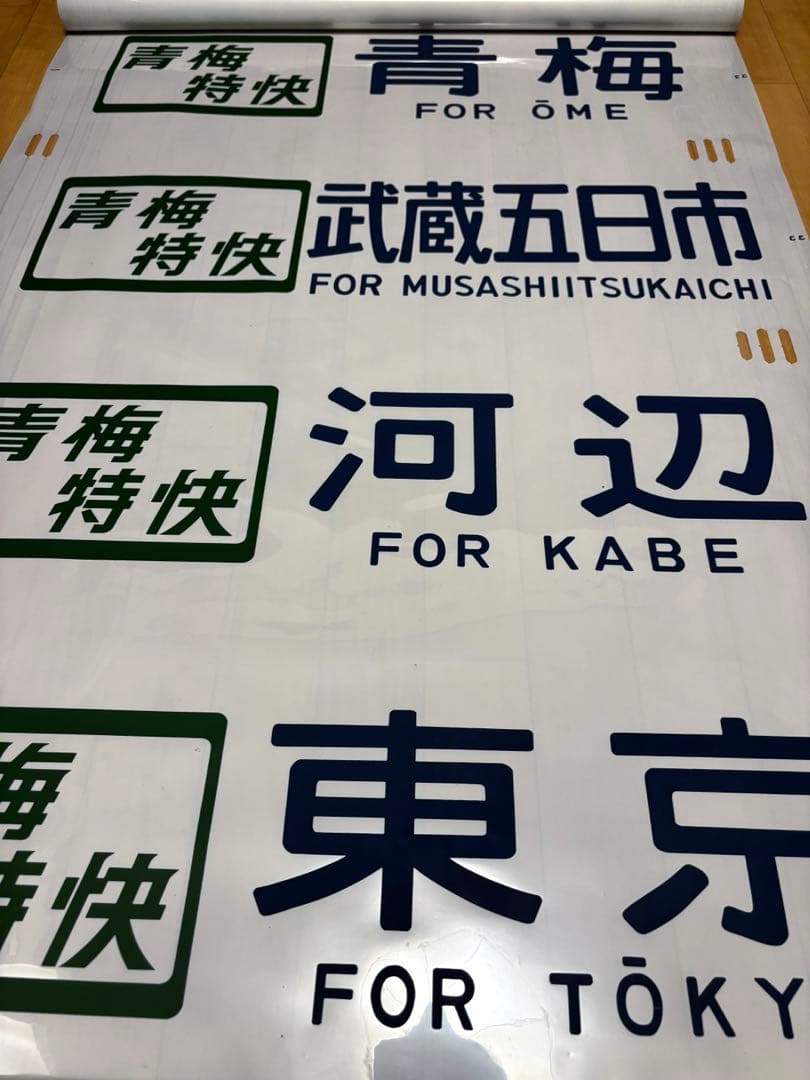 青梅
特快
青梅
FOR ŌME
青梅
特快
武蔵五日市
FOR MUSASHIITSUKAICHI
青梅
特快
河辺
FOR KABE
梅
特快
東京
FOR TŌKY